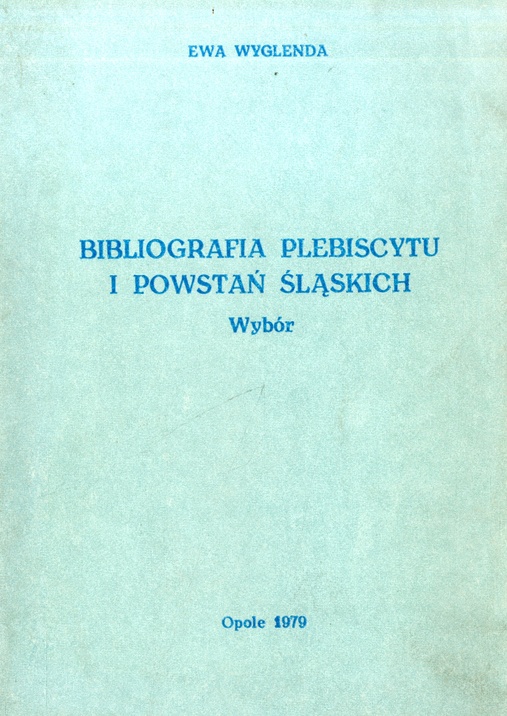 EWA WYGLENDA
BIBLIOGRAFIA PLEBISCYTU
I POWSTAŃ ŚLĄSKICH
Wybór
Opole 1979